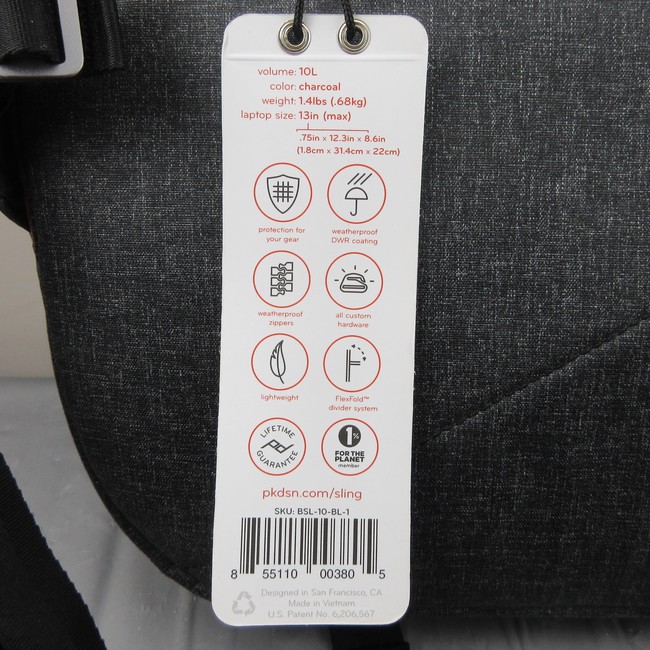 volume: 10L
color: charcoal
weight: 1.4lbs (.68kg)
laptop size: 13in (max)
.75in x 12.3in x 8.6in
(1.8cm x 31.4cm x 22cm)
protection for
your gear
weatherproof
DWR coating
weatherproof
zippers
all custom
hardware
lightweight
FlexFold™
divider system
LIFETIME
GUARANTEE
1%
FOR THE
PLANET
member
pkdsn.com/sling
SKU: BSL-10-BL-1
8 55110 00380 5
Designed in San Francisco, CA
Made in Vietnam
U.S. Patent No. 6,206,567